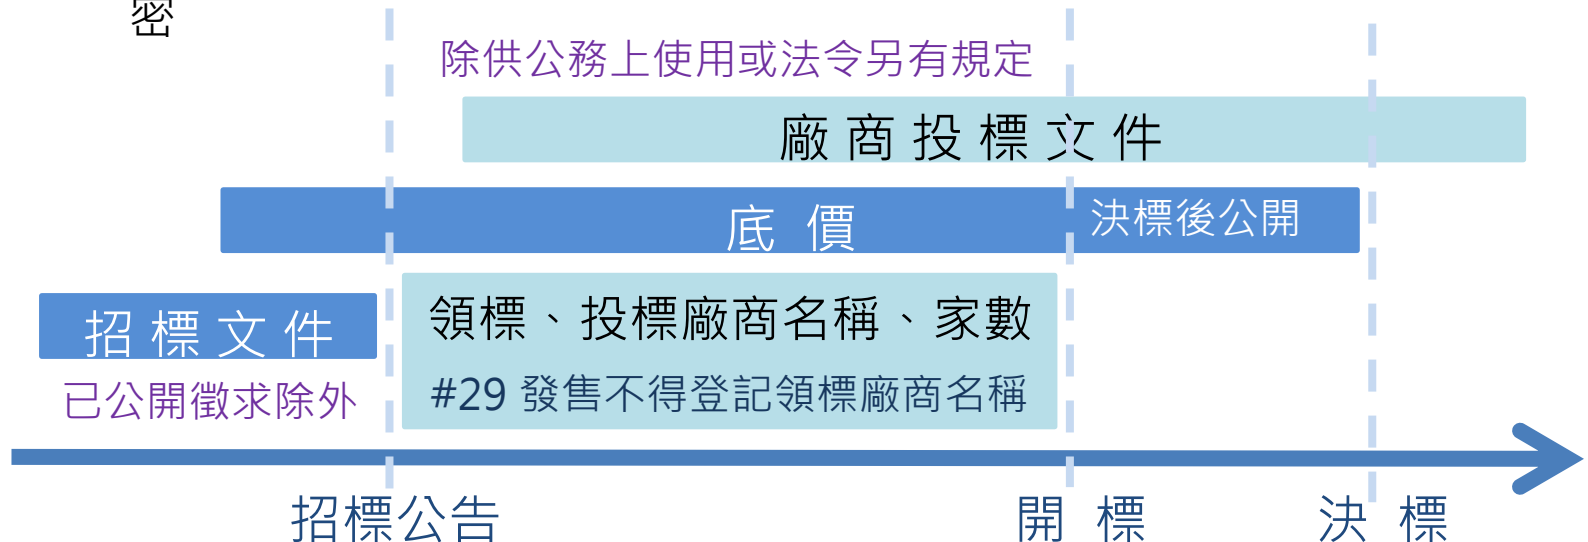 密
除供公務上使用或法令另有規定
廠商投標文件
底價
決標後公開
領標、投標廠商名稱、家數
招標文件
#29 發售不得登記領標廠商名稱
已公開徵求除外
招標公告
開標
決標